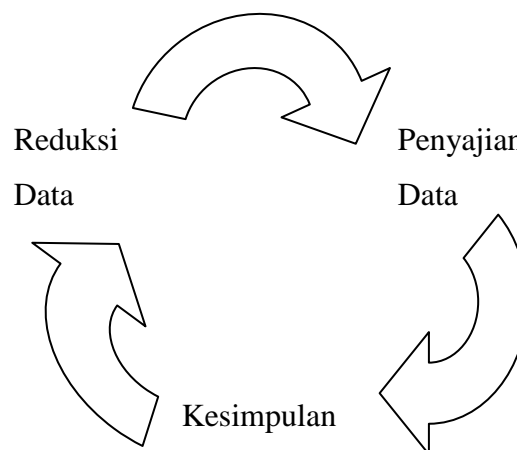 Reduksi
Data
Penyajian
Data
Kesimpulan